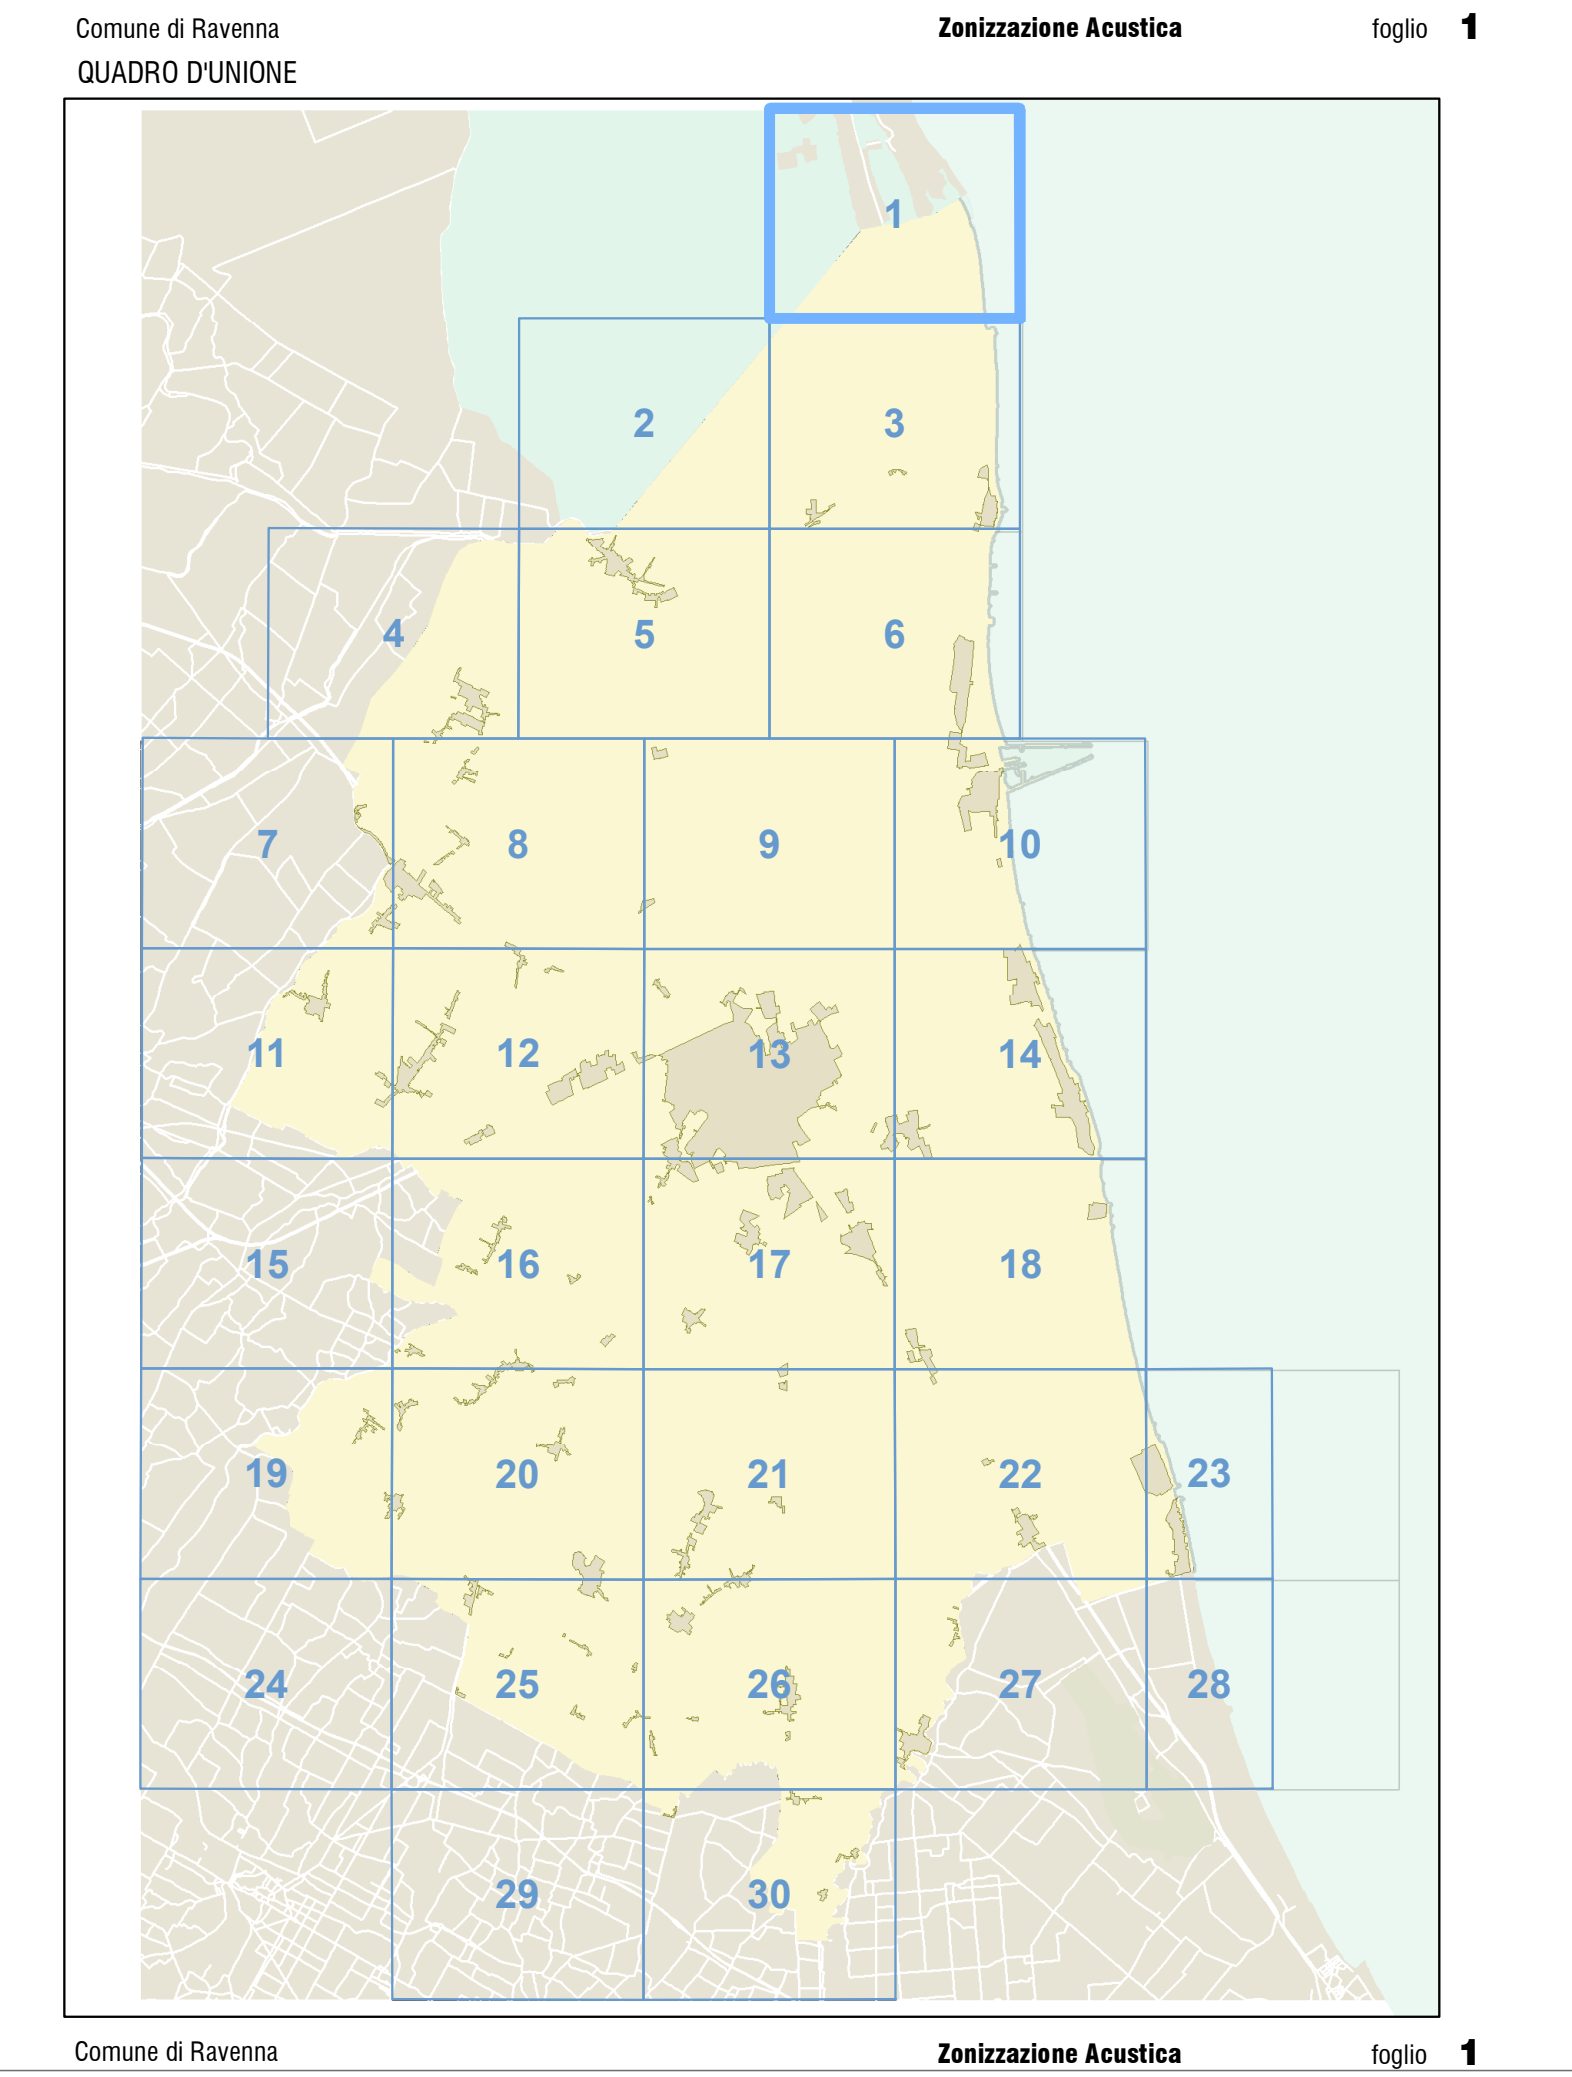 Comune di Ravenna Zonizzazione Acustica foglio 1
QUADRO D'UNIONE
1
2 3
4 5 6
7 8 9 10
11 12 13 14
15 16 17 18
19 20 21 22 23
24 25 26 27 28
29 30
Comune di Ravenna Zonizzazione Acustica foglio 1